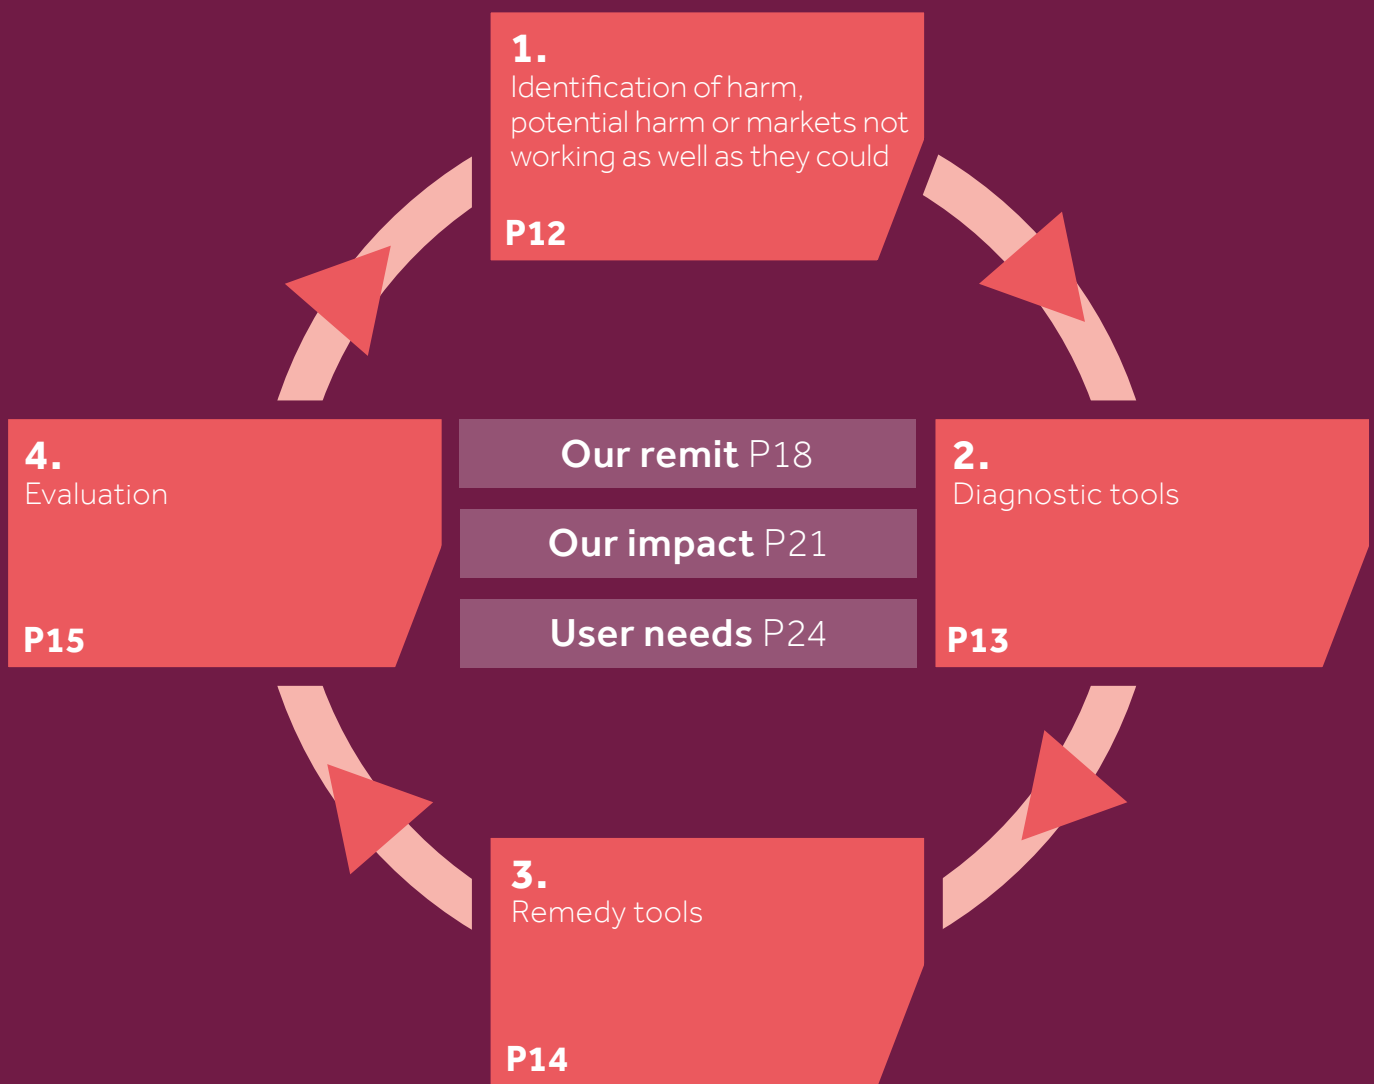 1.
Identification of harm,
potential harm or markets not
working as well as they could
P12
4.
Evaluation
P15
Our remit P18
Our impact P21
User needs P24
2.
Diagnostic tools
P13
3.
Remedy tools
P14